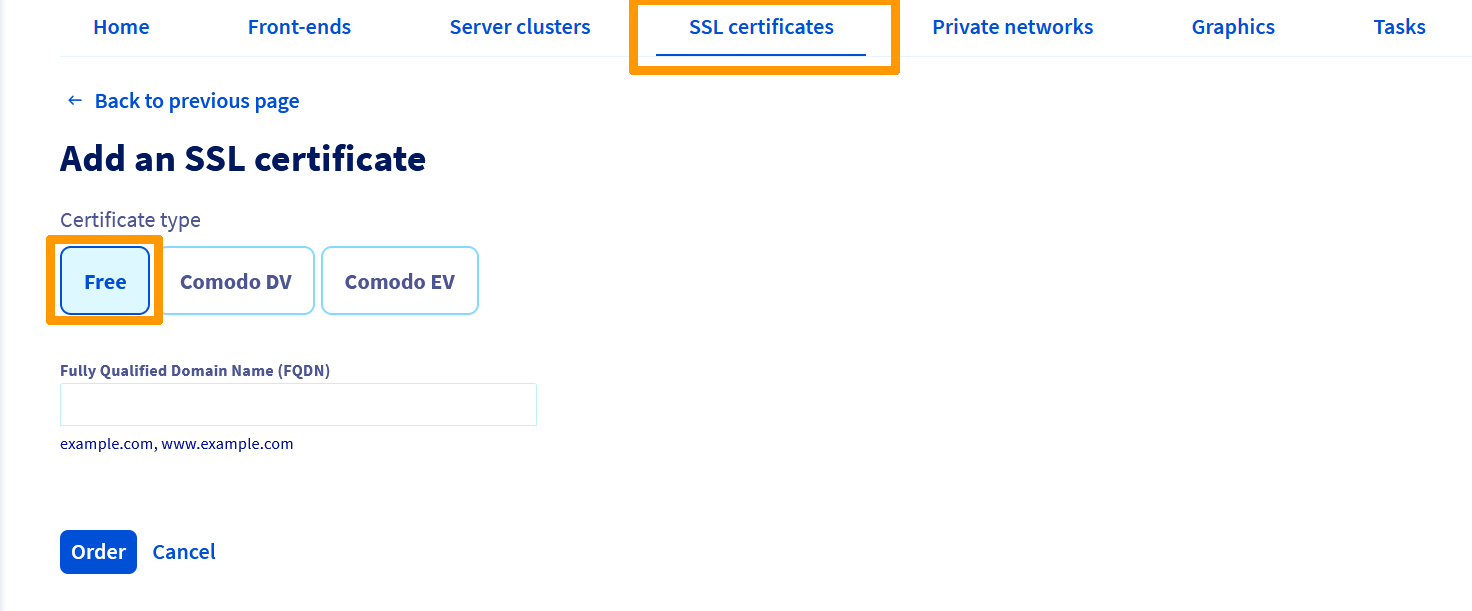 Home Front-ends Server clusters SSL certificates Private networks Graphics Tasks
← Back to previous page
Add an SSL certificate
Certificate type
Free Comodo DV Comodo EV
Fully Qualified Domain Name (FQDN)
example.com, www.example.com
Order Cancel